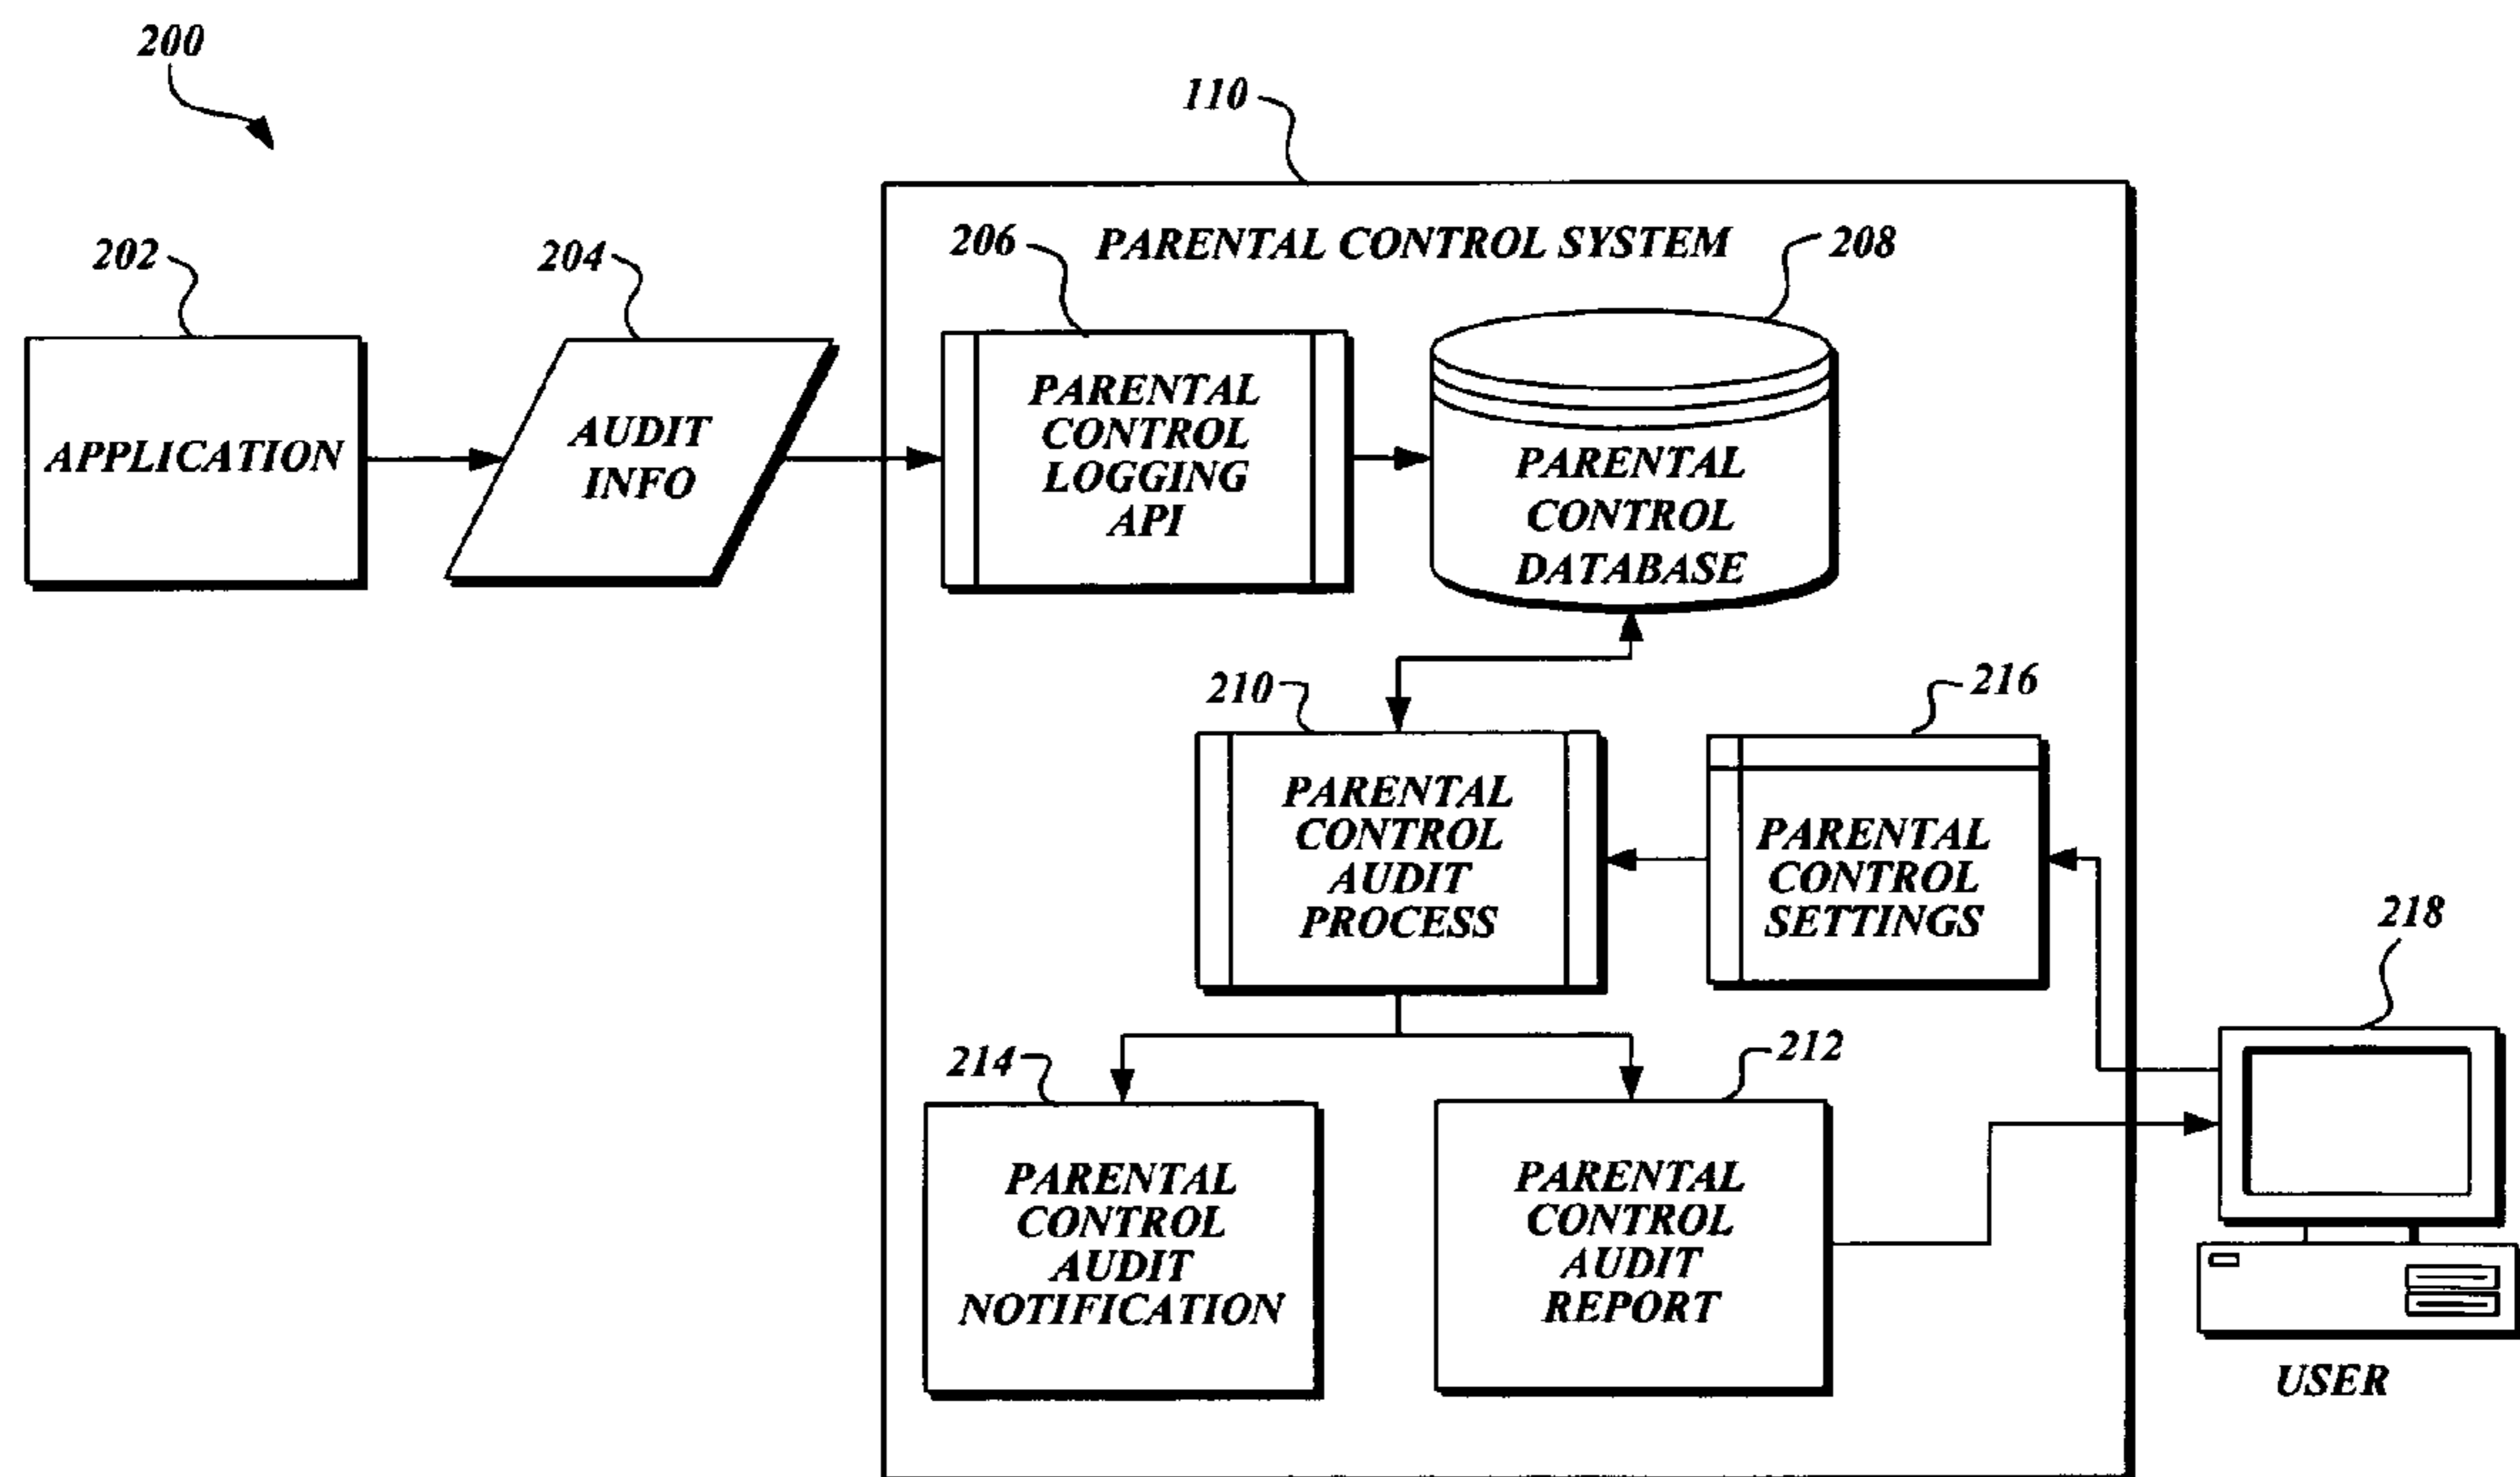 200
110
202
204
206
PARENTAL CONTROL SYSTEM
208
APPLICATION
AUDIT
INFO
PARENTAL
CONTROL
LOGGING
API
PARENTAL
CONTROL
DATABASE
210
216
PARENTAL
CONTROL
AUDIT
PROCESS
PARENTAL
CONTROL
SETTINGS
218
214
212
PARENTAL
CONTROL
AUDIT
NOTIFICATION
PARENTAL
CONTROL
AUDIT
REPORT
USER